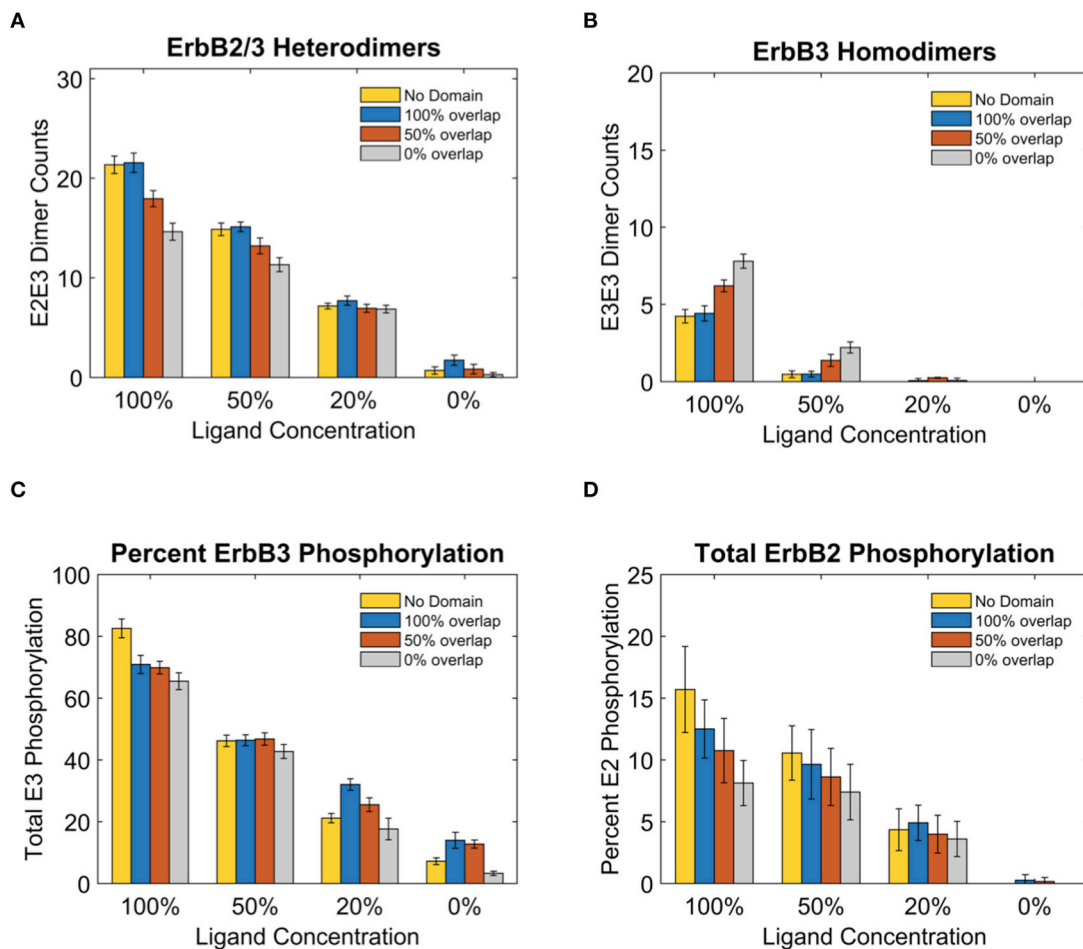 A
ErbB2/3 Heterodimers
E2E3 Dimer Counts
30
20
10
0
No Domain
100% overlap
50% overlap
0% overlap
100% 50% 20% 0%
Ligand Concentration
B
ErbB3 Homodimers
E3E3 Dimer Counts
20
15
10
5
0
No Domain
100% overlap
50% overlap
0% overlap
100% 50% 20% 0%
Ligand Concentration
C
Percent ErbB3 Phosphorylation
Total E3 Phosphorylation
100
80
60
40
20
0
No Domain
100% overlap
50% overlap
0% overlap
100% 50% 20% 0%
Ligand Concentration
D
Total ErbB2 Phosphorylation
Percent E2 Phosphorylation
25
20
15
10
5
0
No Domain
100% overlap
50% overlap
0% overlap
100% 50% 20% 0%
Ligand Concentration